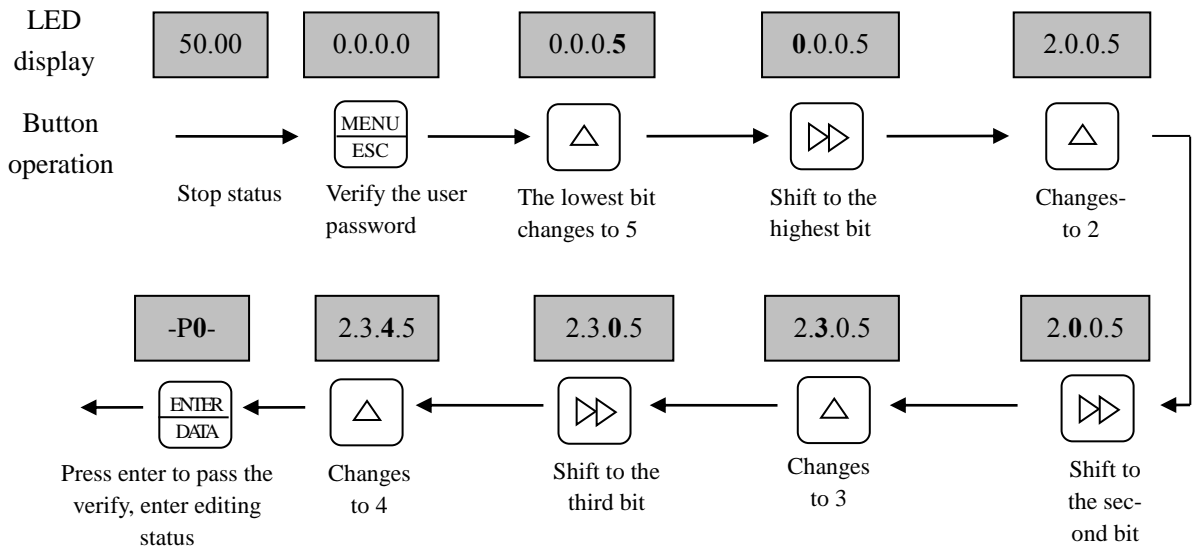 LED
display
50.00
0.0.0.0
0.0.0.5
0.0.0.5
2.0.0.5
Button
operation
MENU
ESC
Stop status
Verify the user
password
The lowest bit
changes to 5
Shift to the
highest bit
Changes-
to 2
-P0-
2.3.4.5
2.3.0.5
2.3.0.5
2.0.0.5
ENTER
DATA
Press enter to pass the
verify, enter editing
status
Changes
to 4
Shift to the
third bit
Changes
to 3
Shift to
the sec-
ond bit